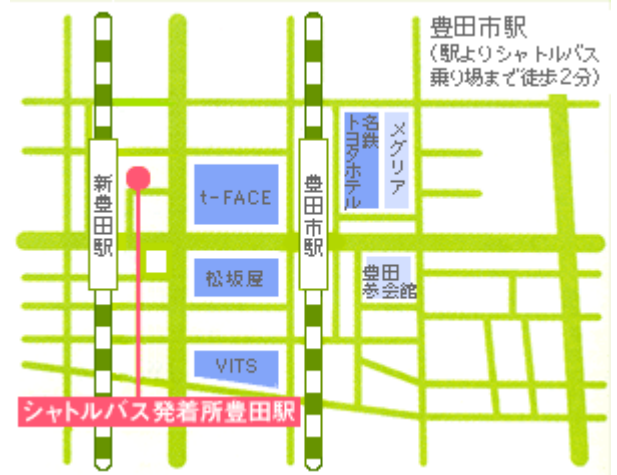 豊田市駅
(駅よりシャトルバス
乗り場まで徒歩2分)
名鉄
トヨタホテル
メグリア
新豊田駅
t-FACE
豊田市駅
松坂屋
豊田
参会館
VITS
シャトルバス発着所豊田駅